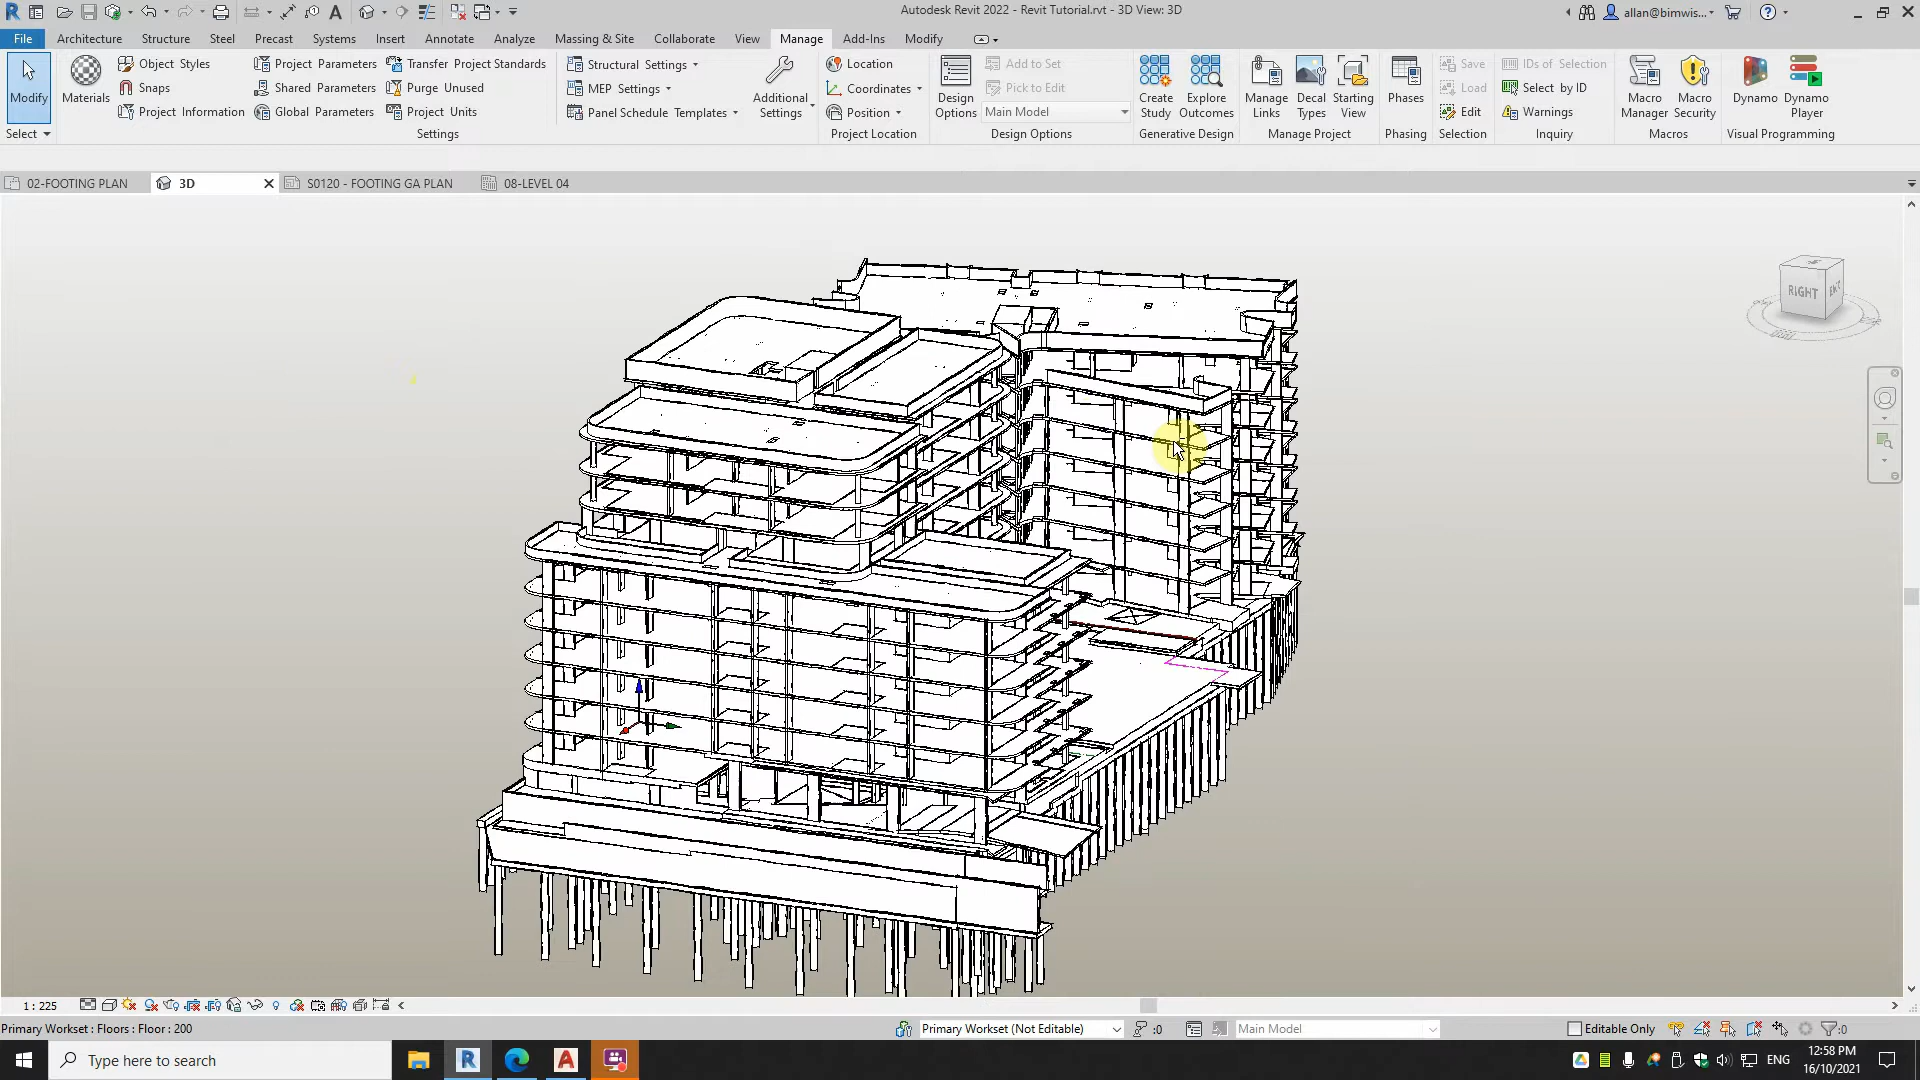 Autodesk Revit 2022 - Revit Tutorial.rvt - 3D View: 3D
allan@bimwis...
File Architecture Structure Steel Precast Systems Insert Annotate Analyze Massing & Site Collaborate View Manage Add-Ins Modify
Modify
Select
Materials
Object Styles
Snaps
Project Information
Project Parameters
Shared Parameters
Global Parameters
Transfer Project Standards
Purge Unused
Project Units
Settings
Structural Settings
MEP Settings
Panel Schedule Templates
Additional
Settings
Location
Coordinates
Position
Project Location
Design
Options
Add to Set
Pick to Edit
Main Model
Design Options
Create
Study
Explore
Outcomes
Generative Design
Manage
Links
Decal
Types
Starting
View
Manage Project
Phases
Phasing
Save
Load
Edit
Selection
IDs of Selection
Select by ID
Warnings
Inquiry
Macro
Manager
Macro
Security
Macros
Dynamo
Dynamo
Player
Visual Programming
02-FOOTING PLAN
3D
S0120 - FOOTING GA PLAN
08-LEVEL 04
RIGHT
1 : 225
Primary Workset : Floors : Floor : 200
Primary Workset (Not Editable)
:0
Main Model
Editable Only
:0
Type here to search
ENG
12:58 PM
16/10/2021